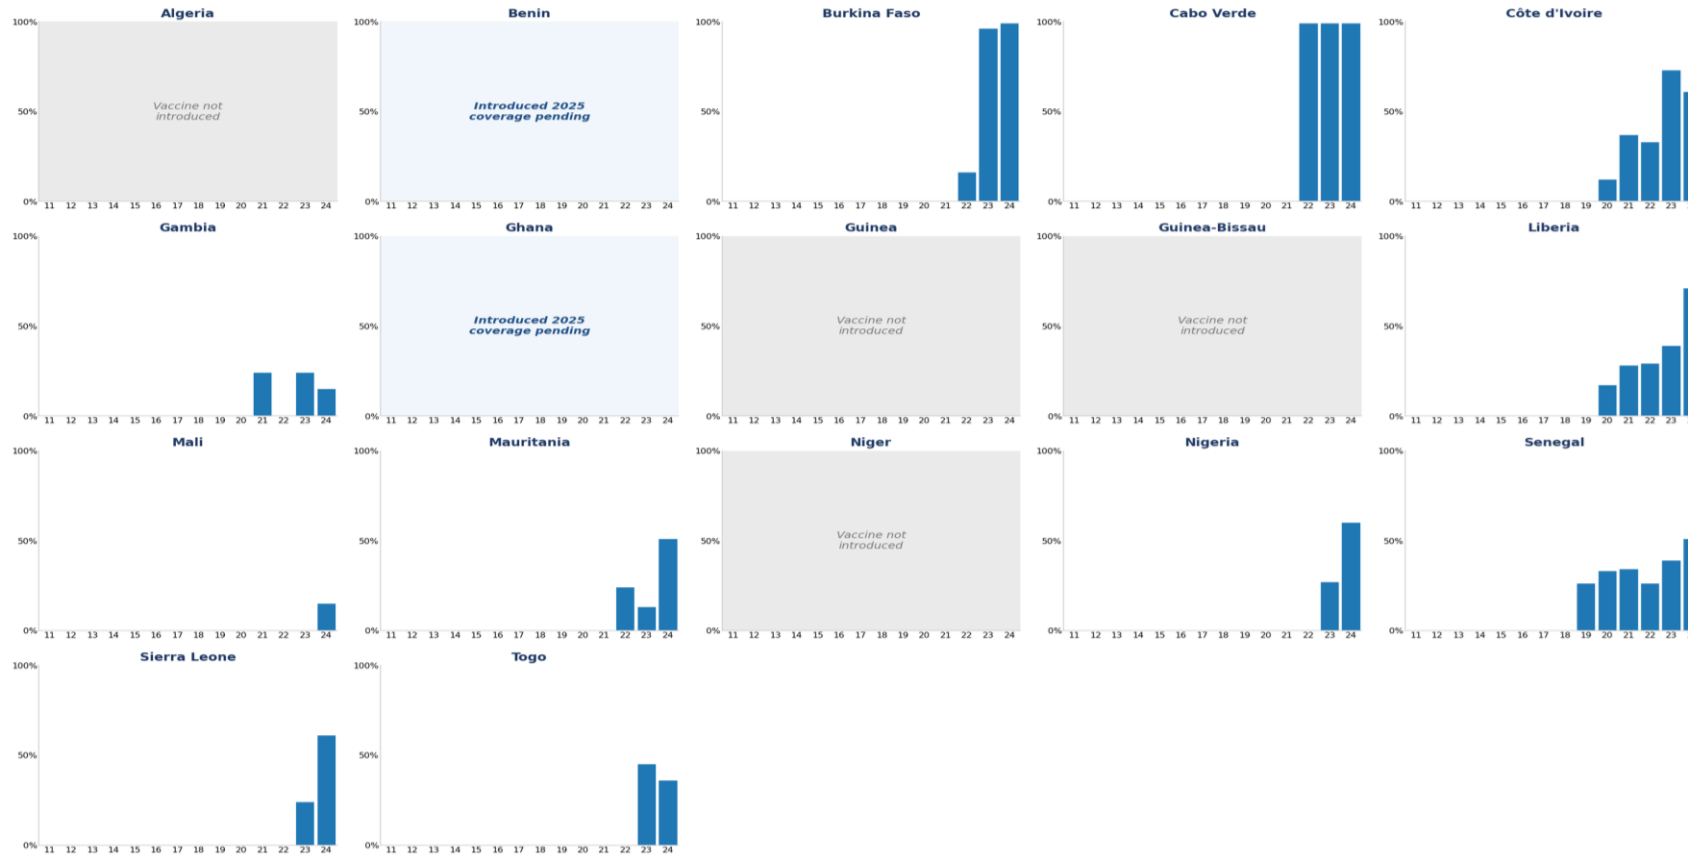 Algeria
Benin
Burkina Faso
Cabo Verde
Côte d'Ivoire
100%
50%
0%
Vaccine not
introduced
11 12 13 14 15 16 17 18 19 20 21 22 23 24
100%
50%
0%
Introduced 2025
coverage pending
11 12 13 14 15 16 17 18 19 20 21 22 23 24
100%
50%
0%
11 12 13 14 15 16 17 18 19 20 21 22 23 24
100%
50%
0%
11 12 13 14 15 16 17 18 19 20 21 22 23 24
100%
50%
0%
11 12 13 14 15 16 17 18 19 20 21 22 23
Gambia
Ghana
Guinea
Guinea-Bissau
Liberia
100%
50%
0%
11 12 13 14 15 16 17 18 19 20 21 22 23 24
100%
50%
0%
Introduced 2025
coverage pending
11 12 13 14 15 16 17 18 19 20 21 22 23 24
100%
50%
0%
Vaccine not
introduced
11 12 13 14 15 16 17 18 19 20 21 22 23 24
100%
50%
0%
Vaccine not
introduced
11 12 13 14 15 16 17 18 19 20 21 22 23 24
100%
50%
0%
11 12 13 14 15 16 17 18 19 20 21 22 23
Mali
Mauritania
Niger
Nigeria
Senegal
100%
50%
0%
11 12 13 14 15 16 17 18 19 20 21 22 23 24
100%
50%
0%
11 12 13 14 15 16 17 18 19 20 21 22 23 24
100%
50%
0%
Vaccine not
introduced
11 12 13 14 15 16 17 18 19 20 21 22 23 24
100%
50%
0%
11 12 13 14 15 16 17 18 19 20 21 22 23 24
100%
50%
0%
11 12 13 14 15 16 17 18 19 20 21 22 23
Sierra Leone
Togo
100%
50%
0%
11 12 13 14 15 16 17 18 19 20 21 22 23 24
100%
50%
0%
11 12 13 14 15 16 17 18 19 20 21 22 23 24